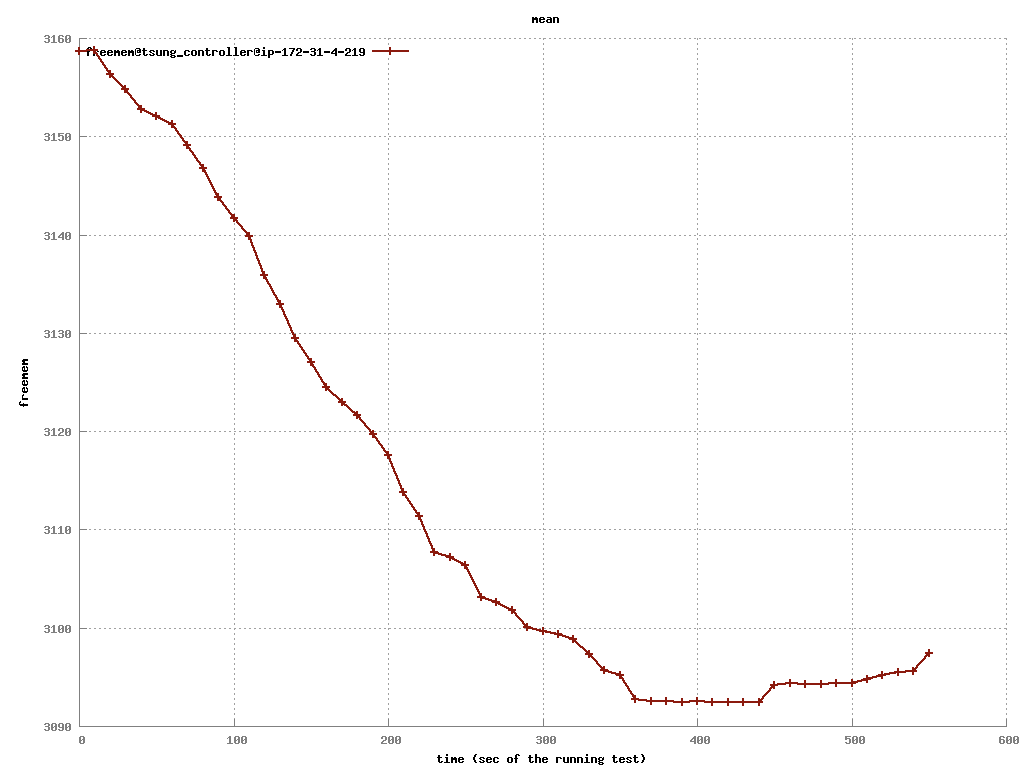 mean
3160
freemem@tsung_controller@ip-172-31-4-219
3150
3140
3130
freemem
3120
3110
3100
3090
0 100 200 300 400 500 600
time (sec of the running test)